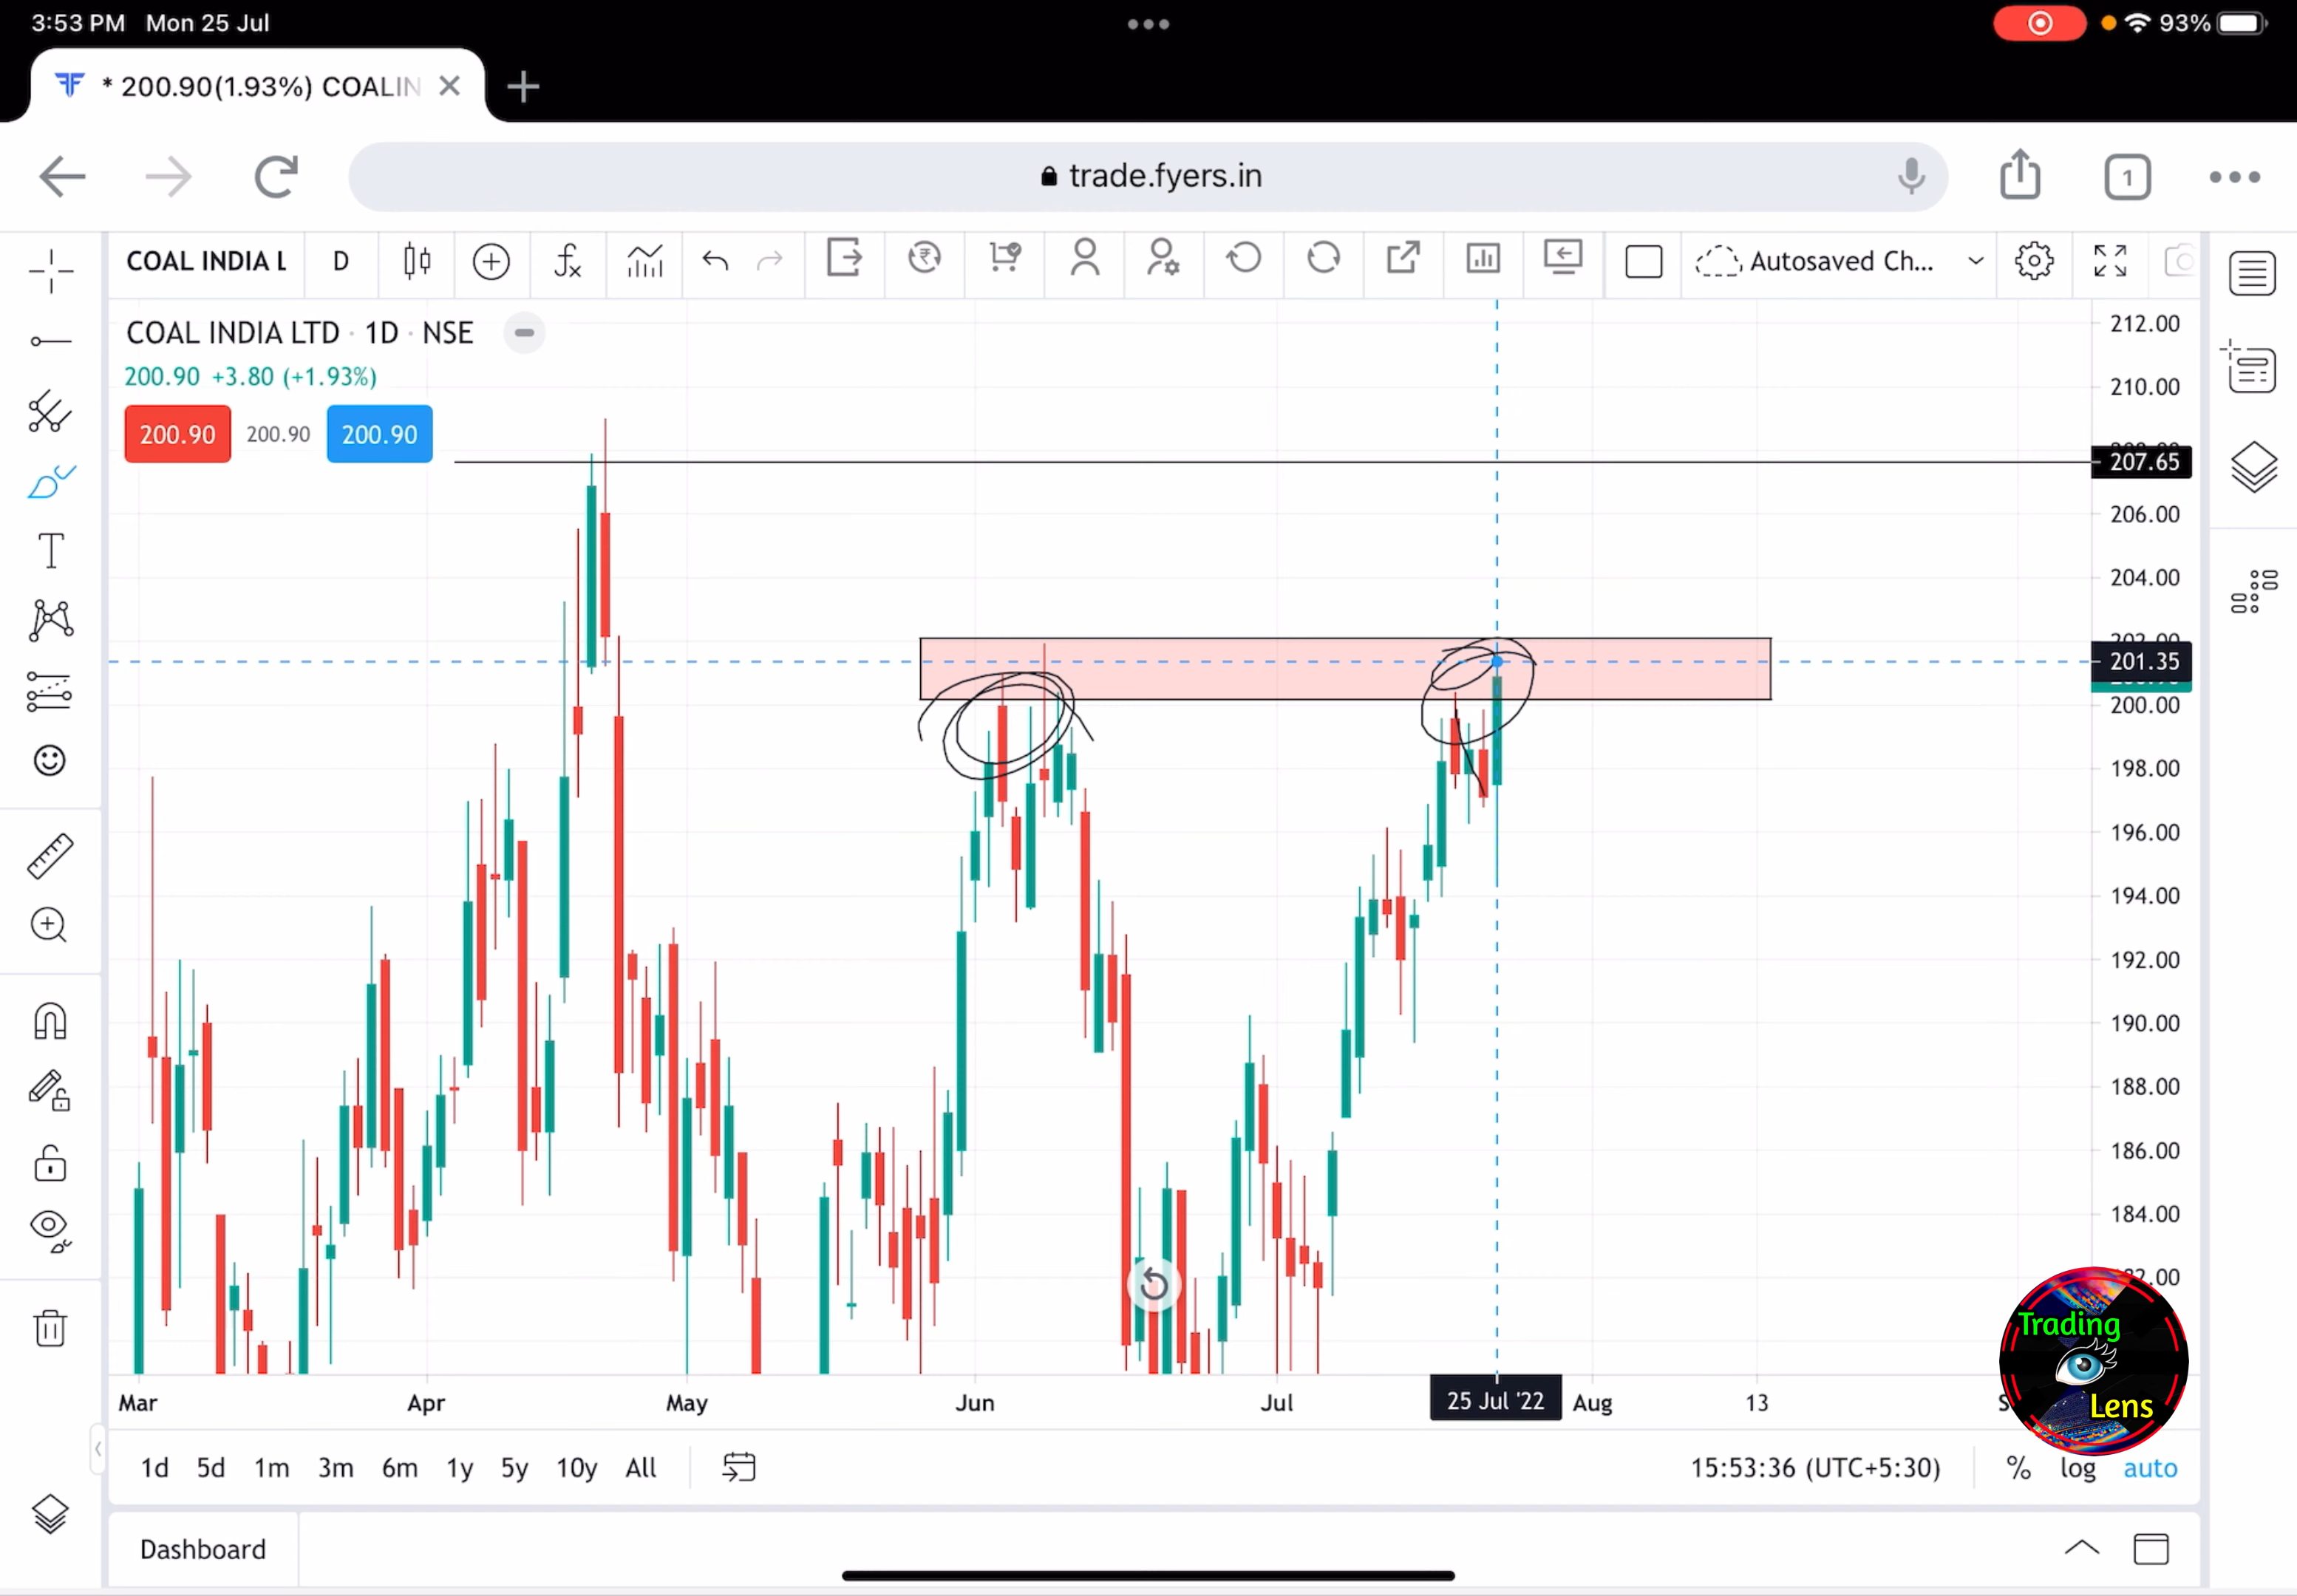 3:53 PM Mon 25 Jul
93%
* 200.90(1.93%) COALIN
trade.fyers.in
1
COAL INDIA L D Autosaved Ch...
COAL INDIA LTD · 1D · NSE
200.90 +3.80 (+1.93%)
200.90 200.90 200.90
212.00
210.00
207.65
206.00
204.00
201.35
200.00
198.00
196.00
194.00
192.00
190.00
188.00
186.00
184.00
Trading
Lens
Mar Apr May Jun Jul 25 Jul '22 Aug 13
1d 5d 1m 3m 6m 1y 5y 10y All 15:53:36 (UTC+5:30) % log auto
Dashboard